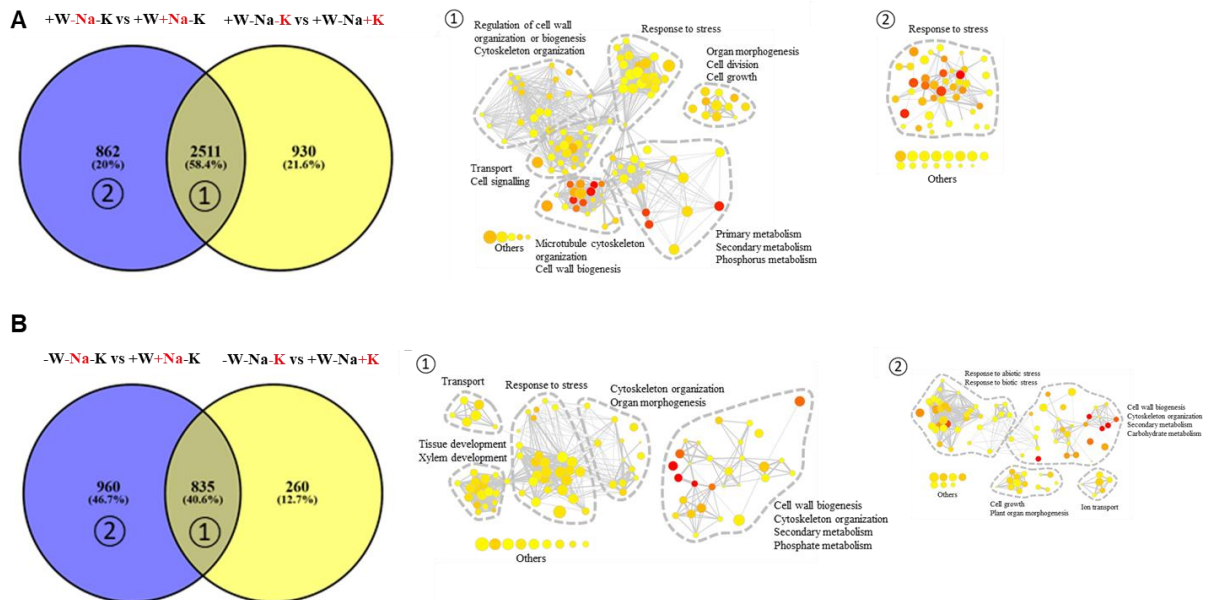 A
+W-Na-K vs +W+Na-K
+W-Na-K vs +W-Na+K
862
(20%)
②
2511
(58.4%)
①
930
(21.6%)
①
Regulation of cell wall
organization or biogenesis
Cytoskeleton organization
Response to stress
Organ morphogenesis
Cell division
Cell growth
Transport
Cell signalling
Others
Microtubule cytoskeleton
organization
Cell wall biogenesis
Primary metabolism
Secondary metabolism
Phosphorus metabolism
②
Response to stress
Others
B
-W-Na-K vs +W+Na-K
-W-Na-K vs +W-Na+K
960
(46.7%)
②
835
(40.6%)
①
260
(12.7%)
①
Transport
Response to stress
Cytoskeleton organization
Organ morphogenesis
Tissue development
Xylem development
Others
Cell wall biogenesis
Cytoskeleton organization
Secondary metabolism
Phosphate metabolism
②
Response to abiotic stress
Response to biotic stress
Cell wall biogenesis
Cytoskeleton organization
Secondary metabolism
Carbohydrate metabolism
Others
Cell growth
Plant organ morphogenesis
Ion transport